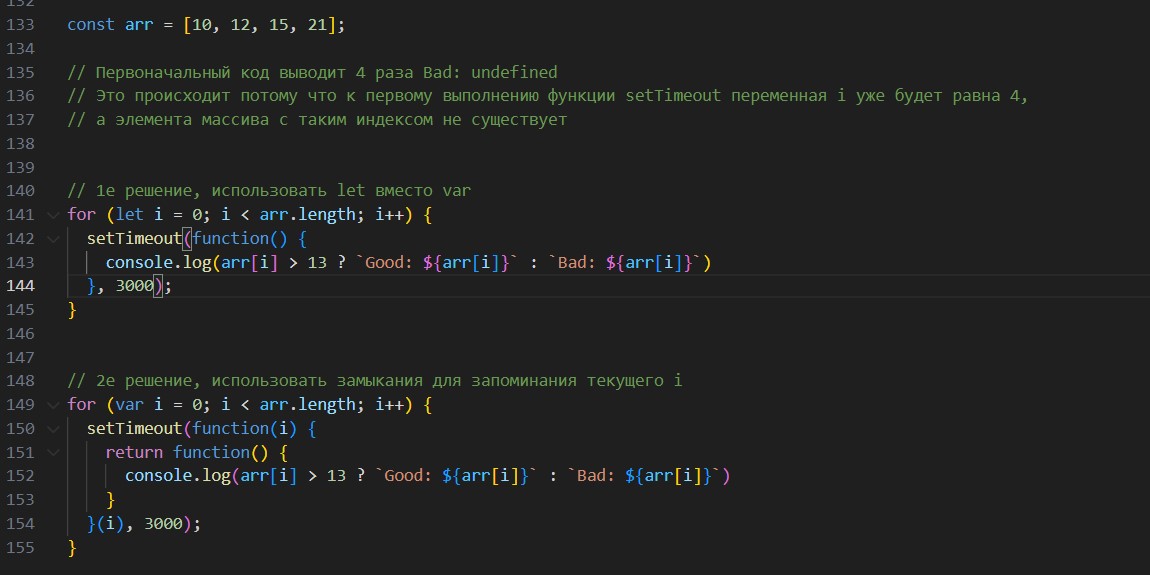 132
133 const arr = [10, 12, 15, 21];
134
135 // Первоначальный код выводит 4 раза Bad: undefined
136 // Это происходит потому что к первому выполнению функции setTimeout переменная i уже будет равна 4,
137 // а элемента массива с таким индексом не существует
138
139
140 // 1е решение, использовать let вместо var
141 for (let i = 0; i < arr.length; i++) {
142   setTimeout(function() {
143     console.log(arr[i] > 13 ? `Good: ${arr[i]}` : `Bad: ${arr[i]}`)
144   }, 3000);
145 }
146
147
148 // 2е решение, использовать замыкания для запоминания текущего i
149 for (var i = 0; i < arr.length; i++) {
150   setTimeout(function(i) {
151     return function() {
152       console.log(arr[i] > 13 ? `Good: ${arr[i]}` : `Bad: ${arr[i]}`)
153     }
154   }(i), 3000);
155 }